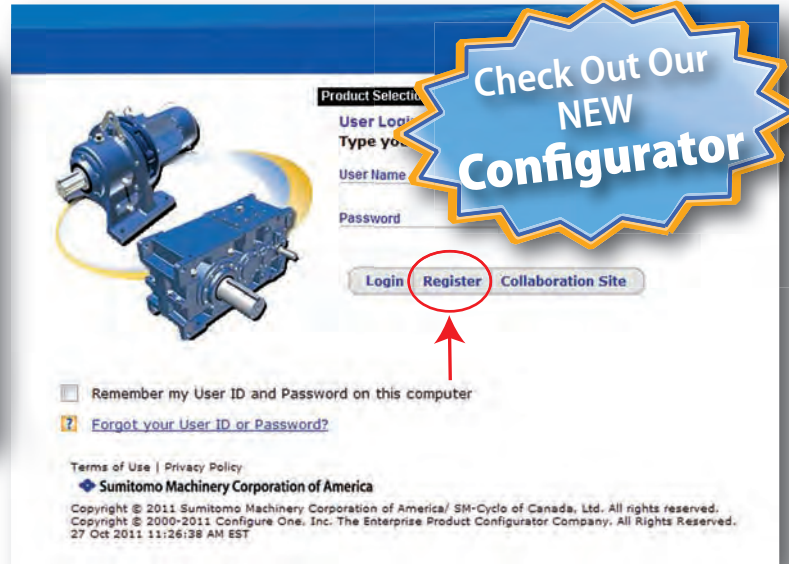 Check Out Our
NEW
Configurator
Product Selectio
User Logi
Type yo
User Name
Password
Login Register Collaboration Site
Remember my User ID and Password on this computer
? Forgot your User ID or Password?
Terms of Use | Privacy Policy
Sumitomo Machinery Corporation of America
Copyright © 2011 Sumitomo Machinery Corporation of America/ SM-Cyclo of Canada, Ltd. All rights reserved.
Copyright © 2000-2011 Configure One, Inc. The Enterprise Product Configurator Company. All Rights Reserved.
27 Oct 2011 11:26:38 AM EST